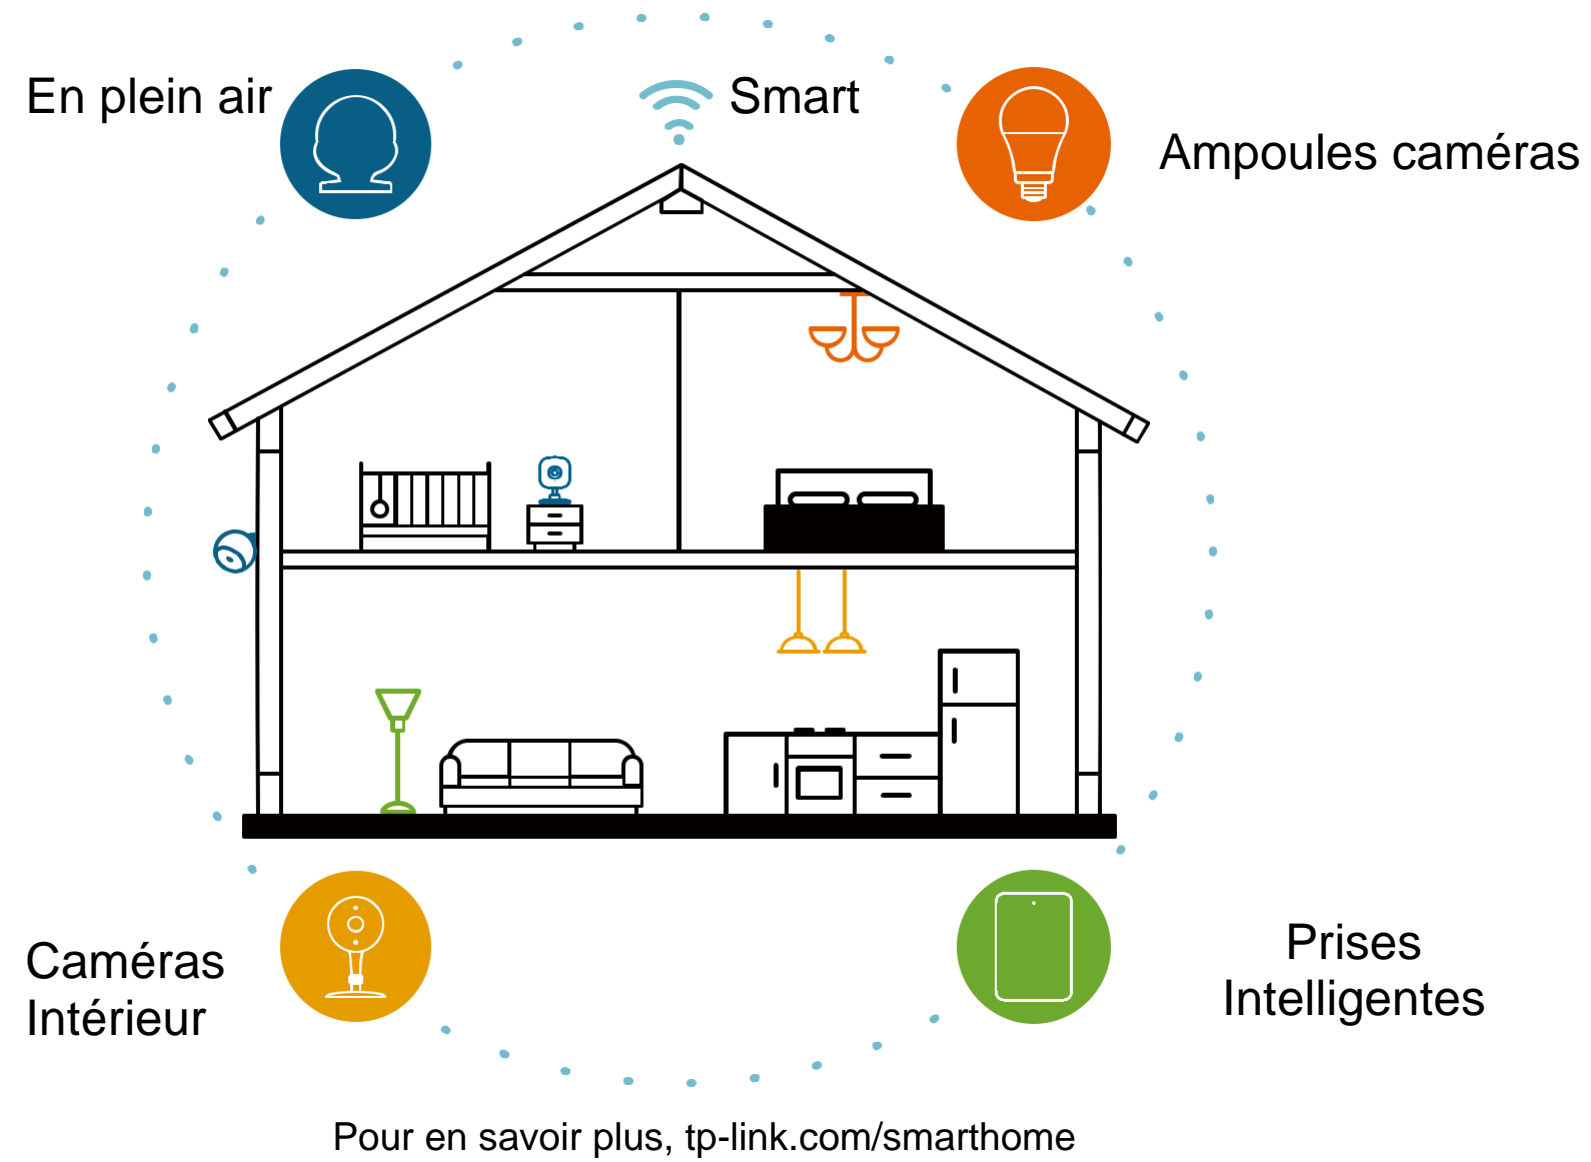 En plein air
Smart
Ampoules caméras
Caméras
Intérieur
Prises
Intelligentes
Pour en savoir plus, tp-link.com/smarthome